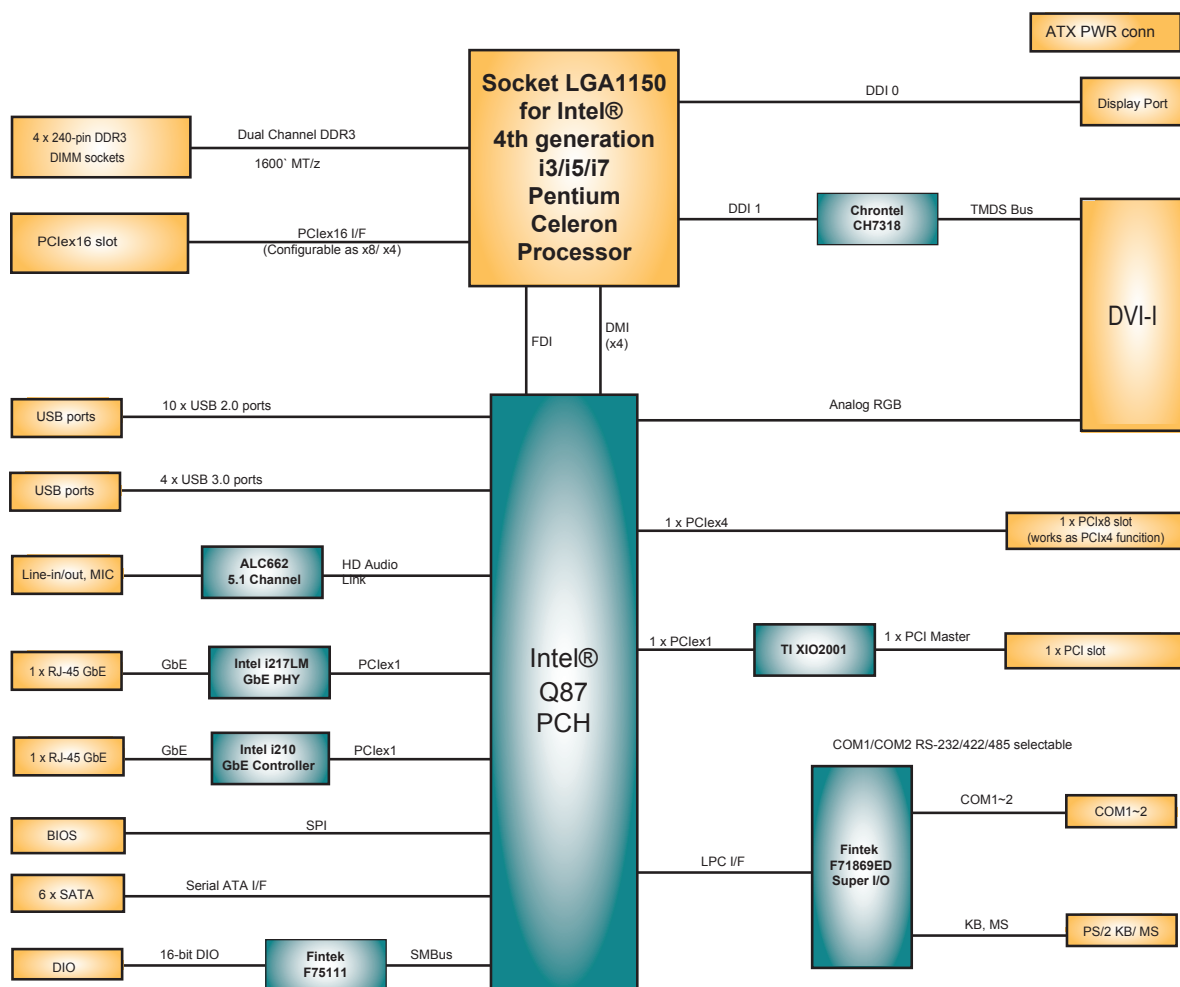 ATX PWR conn
Socket LGA1150
for Intel®
4th generation
i3/i5/i7
Pentium
Celeron
Processor
DDI 0
Display Port
4 x 240-pin DDR3
DIMM sockets
Dual Channel DDR3
1600` MT/z
DDI 1
Chrontel
CH7318
TMDS Bus
DVI-I
PCIex16 slot
PCIex16 I/F
(Configurable as x8/ x4)
FDI
DMI
(x4)
USB ports
10 x USB 2.0 ports
Analog RGB
USB ports
4 x USB 3.0 ports
1 x PCIex4
1 x PCIx8 slot
(works as PCIx4 funcition)
Line-in/out, MIC
ALC662
5.1 Channel
HD Audio
Link
Intel®
Q87
PCH
1 x PCIex1
TI XIO2001
1 x PCI Master
1 x PCI slot
1 x RJ-45 GbE
GbE
Intel i217LM
GbE PHY
PCIex1
1 x RJ-45 GbE
GbE
Intel i210
GbE Controller
PCIex1
COM1/COM2 RS-232/422/485 selectable
COM1~2
COM1~2
BIOS
SPI
LPC I/F
Fintek
F71869ED
Super I/O
6 x SATA
Serial ATA I/F
KB, MS
PS/2 KB/ MS
DIO
16-bit DIO
Fintek
F75111
SMBus